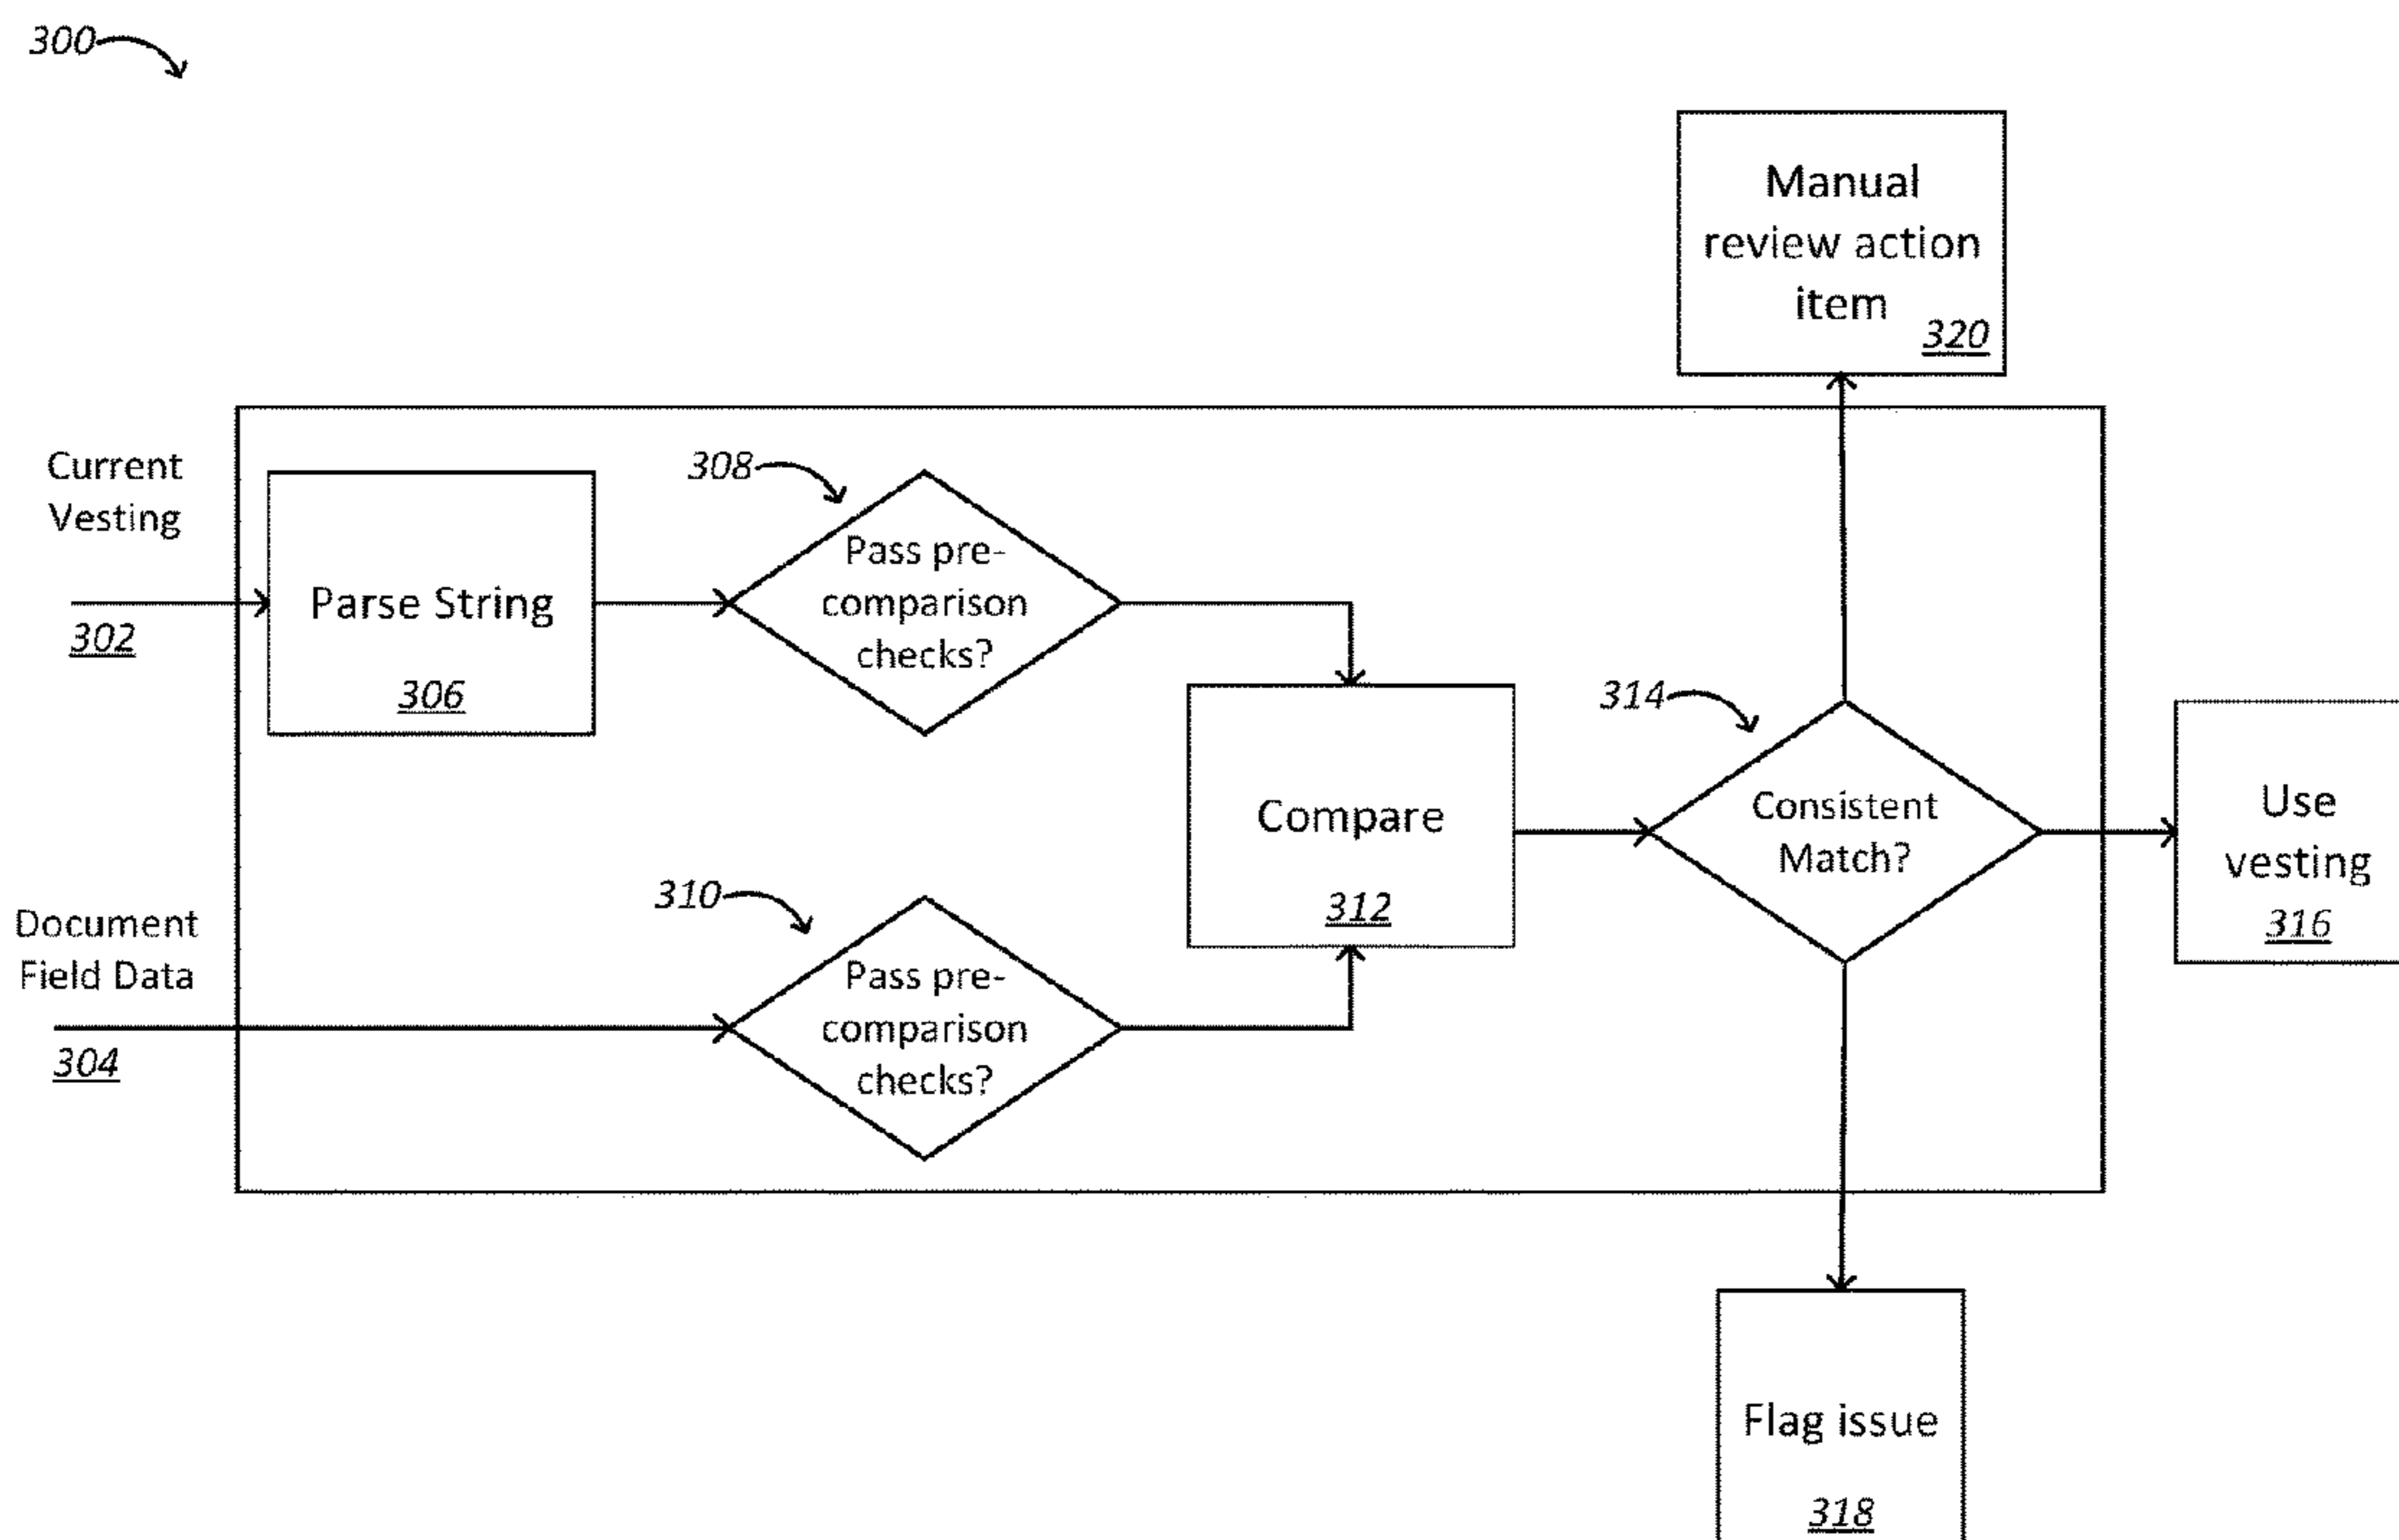 300
Manual
review action
item
320
Current
Vesting
302
Parse String
306
308
Pass pre-
comparison
checks?
Document
Field Data
304
310
Pass pre-
comparison
checks?
Compare
312
314
Consistent
Match?
Use
vesting
316
Flag issue
318